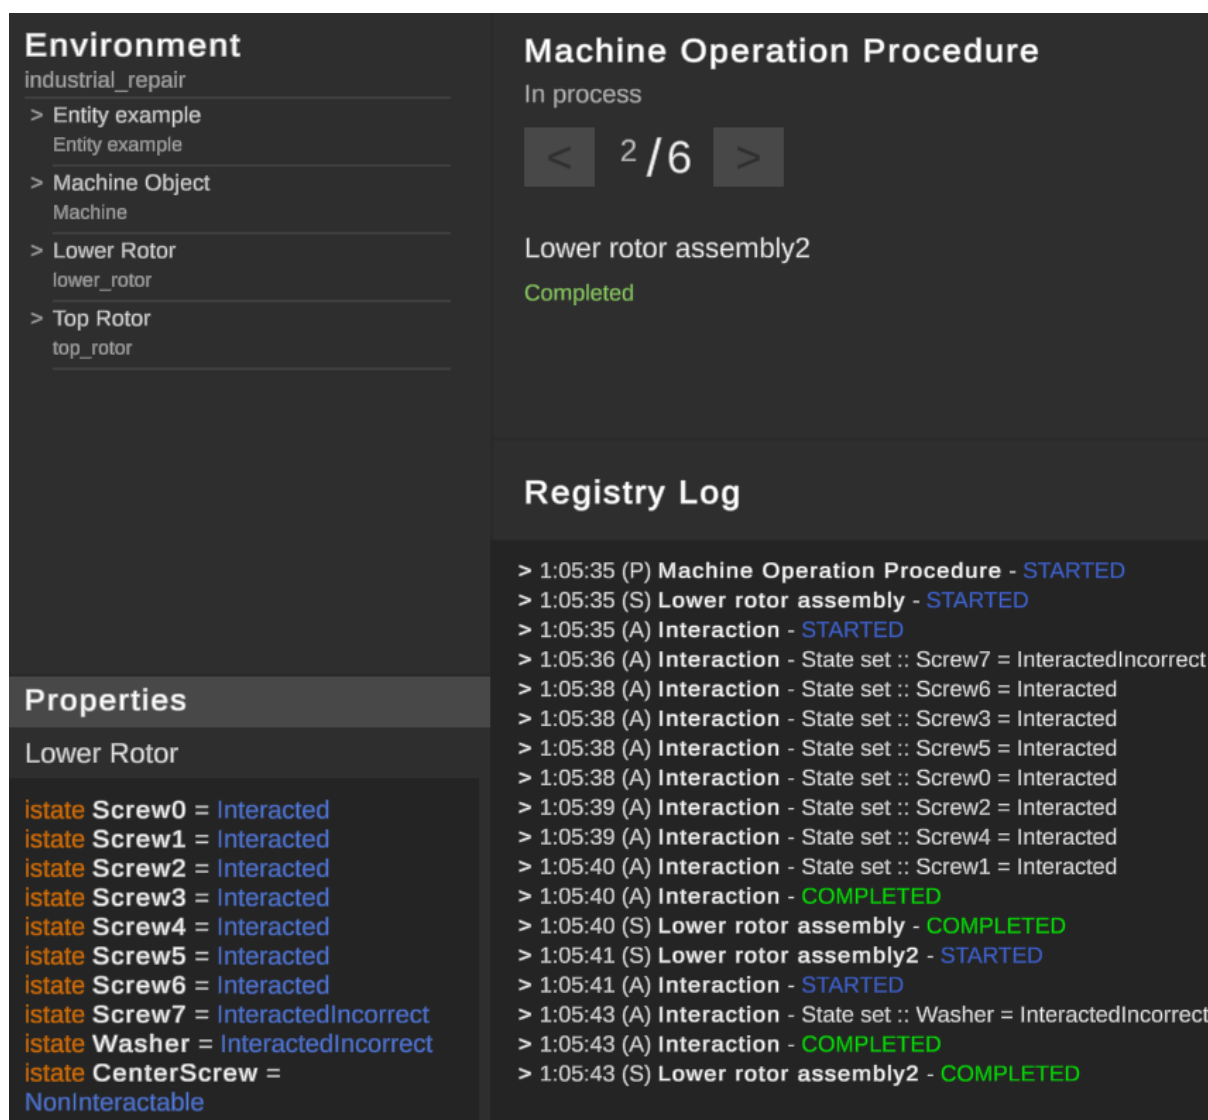 Environment
industrial_repair
> Entity example
Entity example
> Machine Object
Machine
> Lower Rotor
lower_rotor
> Top Rotor
top_rotor
Properties
Lower Rotor
istate Screw0 = Interacted
istate Screw1 = Interacted
istate Screw2 = Interacted
istate Screw3 = Interacted
istate Screw4 = Interacted
istate Screw5 = Interacted
istate Screw6 = Interacted
istate Screw7 = InteractedIncorrect
istate Washer = InteractedIncorrect
istate CenterScrew =
NonInteractable
Machine Operation Procedure
In process
< 2/6 >
Lower rotor assembly2
Completed
Registry Log
> 1:05:35 (P) Machine Operation Procedure - STARTED
> 1:05:35 (S) Lower rotor assembly - STARTED
> 1:05:35 (A) Interaction - STARTED
> 1:05:36 (A) Interaction - State set :: Screw7 = InteractedIncorrect
> 1:05:38 (A) Interaction - State set :: Screw6 = Interacted
> 1:05:38 (A) Interaction - State set :: Screw3 = Interacted
> 1:05:38 (A) Interaction - State set :: Screw5 = Interacted
> 1:05:38 (A) Interaction - State set :: Screw0 = Interacted
> 1:05:39 (A) Interaction - State set :: Screw2 = Interacted
> 1:05:39 (A) Interaction - State set :: Screw4 = Interacted
> 1:05:40 (A) Interaction - State set :: Screw1 = Interacted
> 1:05:40 (A) Interaction - COMPLETED
> 1:05:40 (S) Lower rotor assembly - COMPLETED
> 1:05:41 (S) Lower rotor assembly2 - STARTED
> 1:05:41 (A) Interaction - STARTED
> 1:05:43 (A) Interaction - State set :: Washer = InteractedIncorrect
> 1:05:43 (A) Interaction - COMPLETED
> 1:05:43 (S) Lower rotor assembly2 - COMPLETED